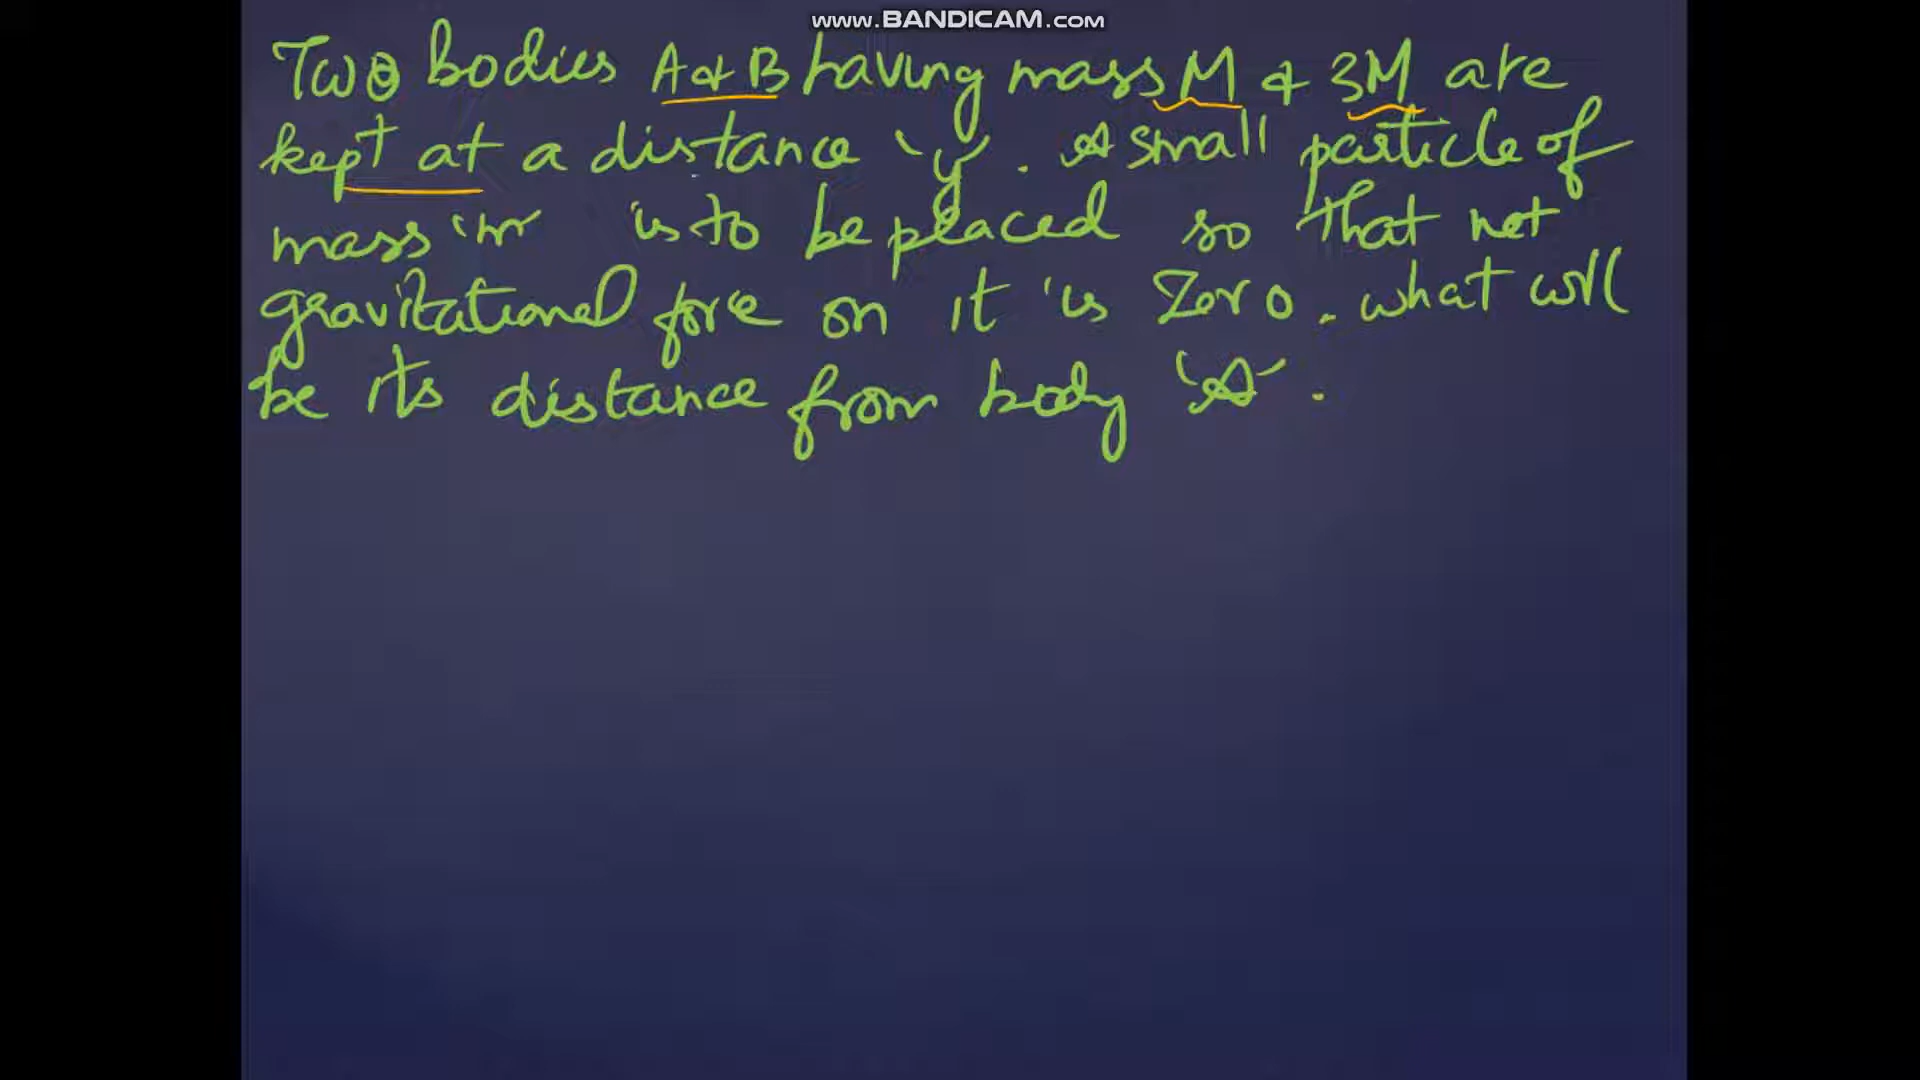 www.BANDICAM.com
Two bodies A & B having mass M & 3M are
kept at a distance 'y'. A small particle of
mass 'm' is to be placed so that net
gravitational force on it is Zero. what will
be its distance from body 'A'.